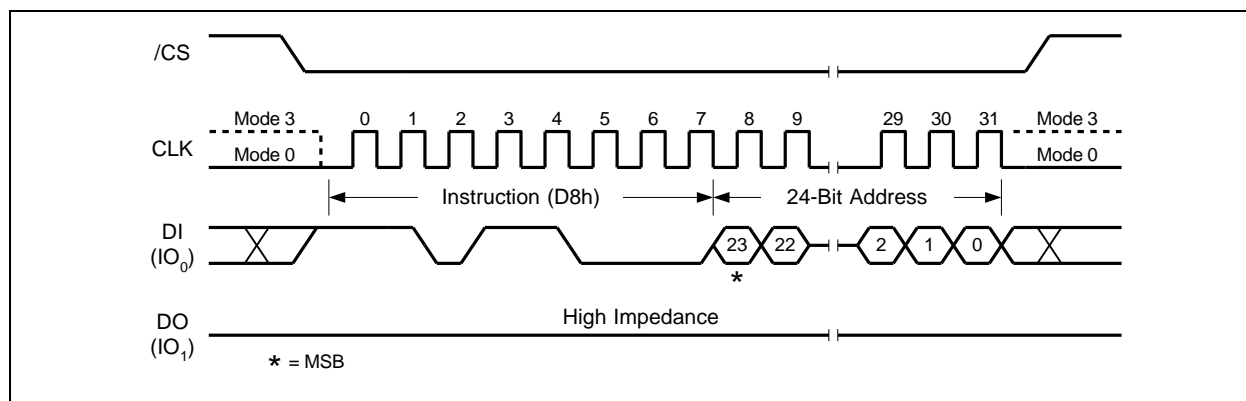 /CS
Mode 3 0 1 2 3 4 5 6 7 8 9 29 30 31 Mode 3
CLK Mode 0 Mode 0
Instruction (D8h) 24-Bit Address
DI
(IO0) 23 22 2 1 0
*
High Impedance
DO
(IO1)
* = MSB